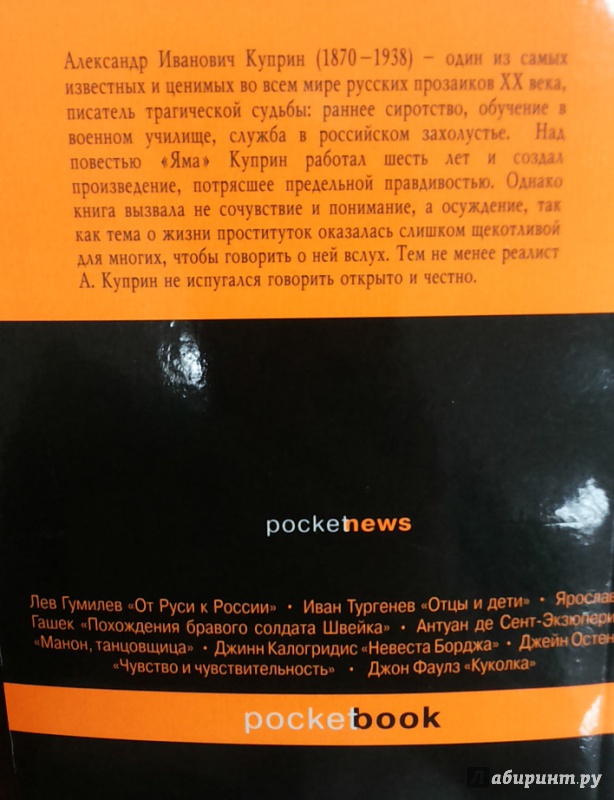 Александр Иванович Куприн (1870–1938) – один из самых
известных и ценимых во всем мире русских прозаиков XX века,
писатель трагической судьбы: раннее сиротство, обучение в
военном училище, служба в российском захолустье. Над
повестью «Яма» Куприн работал шесть лет и создал
произведение, потрясшее предельной правдивостью. Однако
книга вызвала не сочувствие и понимание, а осуждение, так
как тема о жизни проституток оказалась слишком щекотливой
для многих, чтобы говорить о ней вслух. Тем не менее реалист
А. Куприн не испугался говорить открыто и честно.
pocketnews
Лев Гумилев «От Руси к России» · Иван Тургенев «Отцы и дети» · Ярослав
Гашек «Похождения бравого солдата Швейка» · Антуан де Сент-Экзюпери
«Манон, танцовщица» · Джинн Калогридис «Невеста Борджа» · Джейн Остен
«Чувство и чувствительность» · Джон Фаулз «Куколка»
pocketbook
Лабиринт.ру